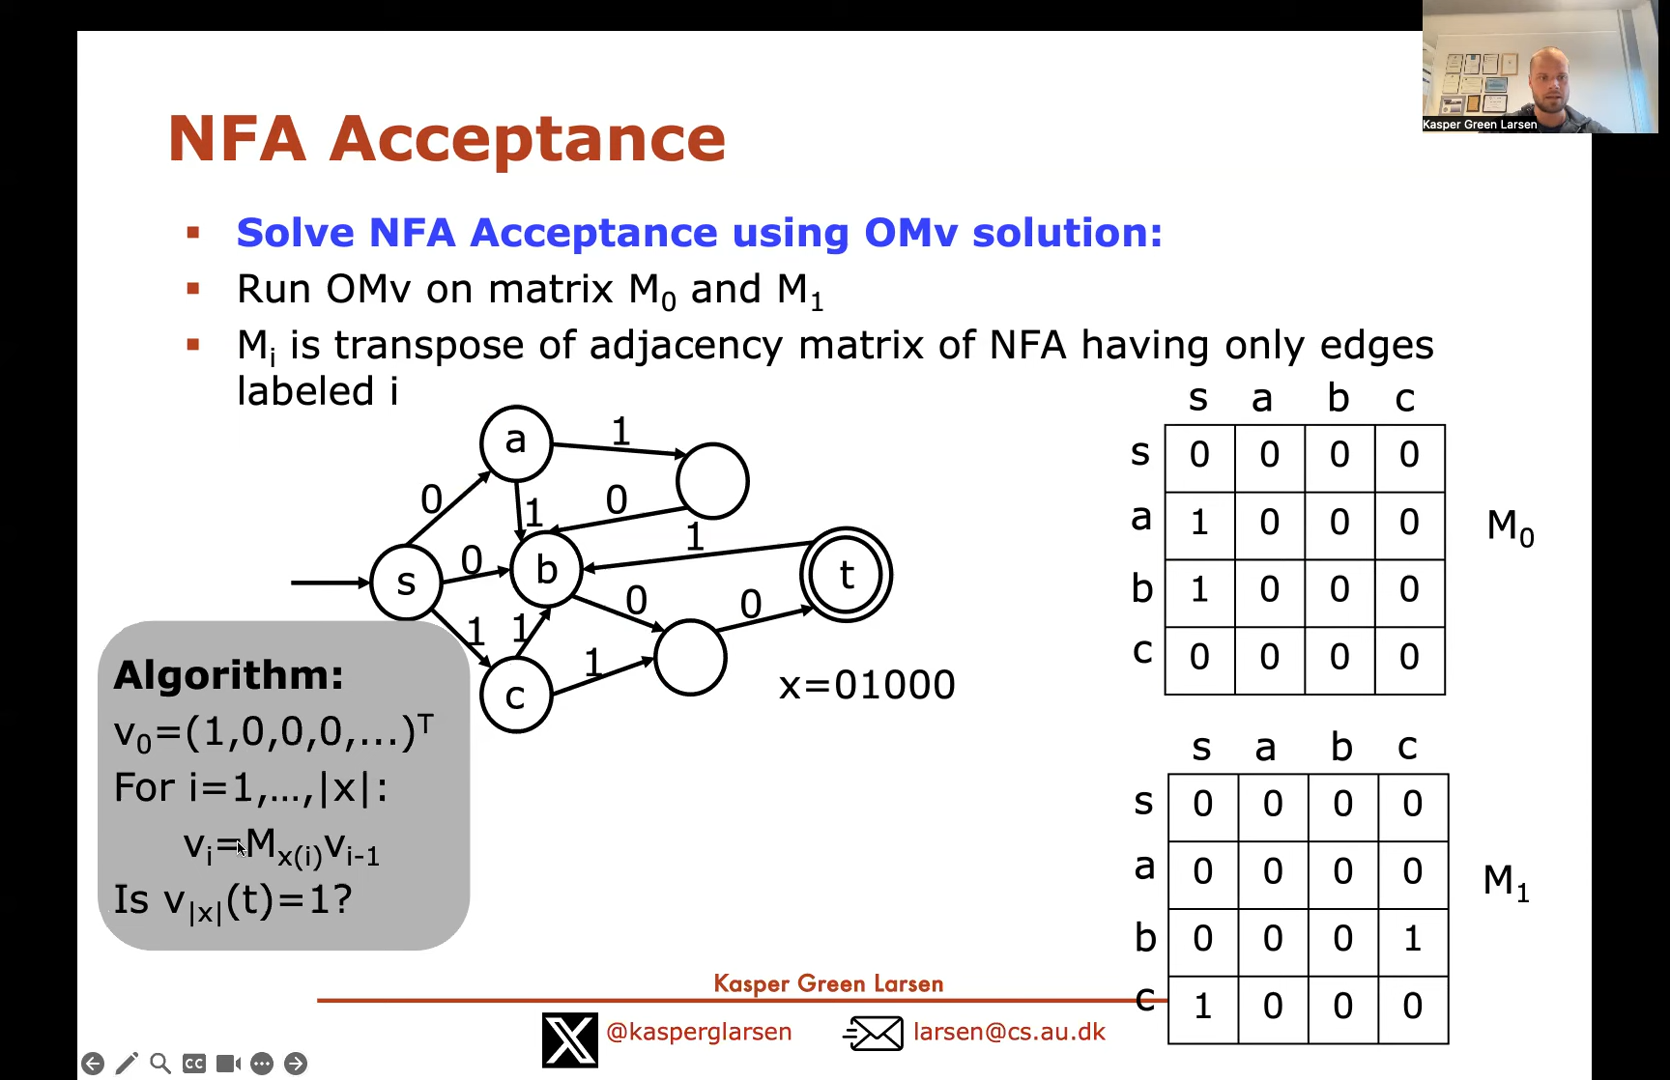 Kasper Green Larsen
NFA Acceptance
▪ Solve NFA Acceptance using OMv solution:
▪ Run OMv on matrix M₀ and M₁
▪ Mᵢ is transpose of adjacency matrix of NFA having only edges
labeled i
a
1
0
1
0
1
s
0
b
t
0
0
1
1
1
c
x=01000
Algorithm:
v₀=(1,0,0,0,...)ᵀ
For i=1,...,|x|:
vᵢ=Mₓ₍ᵢ₎vᵢ₋₁
Is v|ₓ|(t)=1?
s a b c
s 0 0 0 0
a 1 0 0 0
b 1 0 0 0
c 0 0 0 0
M₀
s a b c
s 0 0 0 0
a 0 0 0 0
b 0 0 0 1
c 1 0 0 0
M₁
Kasper Green Larsen
X @kasperglarsen larsen@cs.au.dk
CC